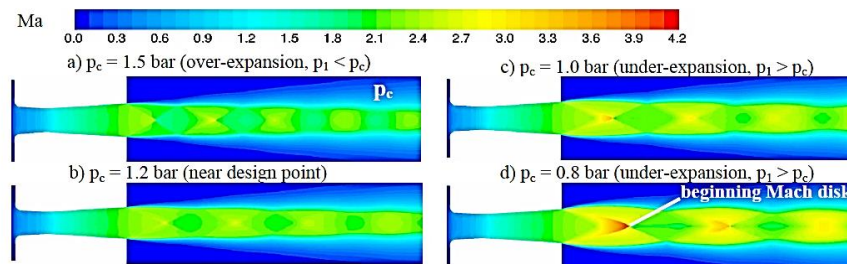 Ma
0.0 0.3 0.6 0.9 1.2 1.5 1.8 2.1 2.4 2.7 3.0 3.3 3.6 3.9 4.2
a) pc = 1.5 bar (over-expansion, p1 < pc)
pc
b) pc = 1.2 bar (near design point)
c) pc = 1.0 bar (under-expansion, p1 > pc)
d) pc = 0.8 bar (under-expansion, p1 > pc)
beginning Mach disk